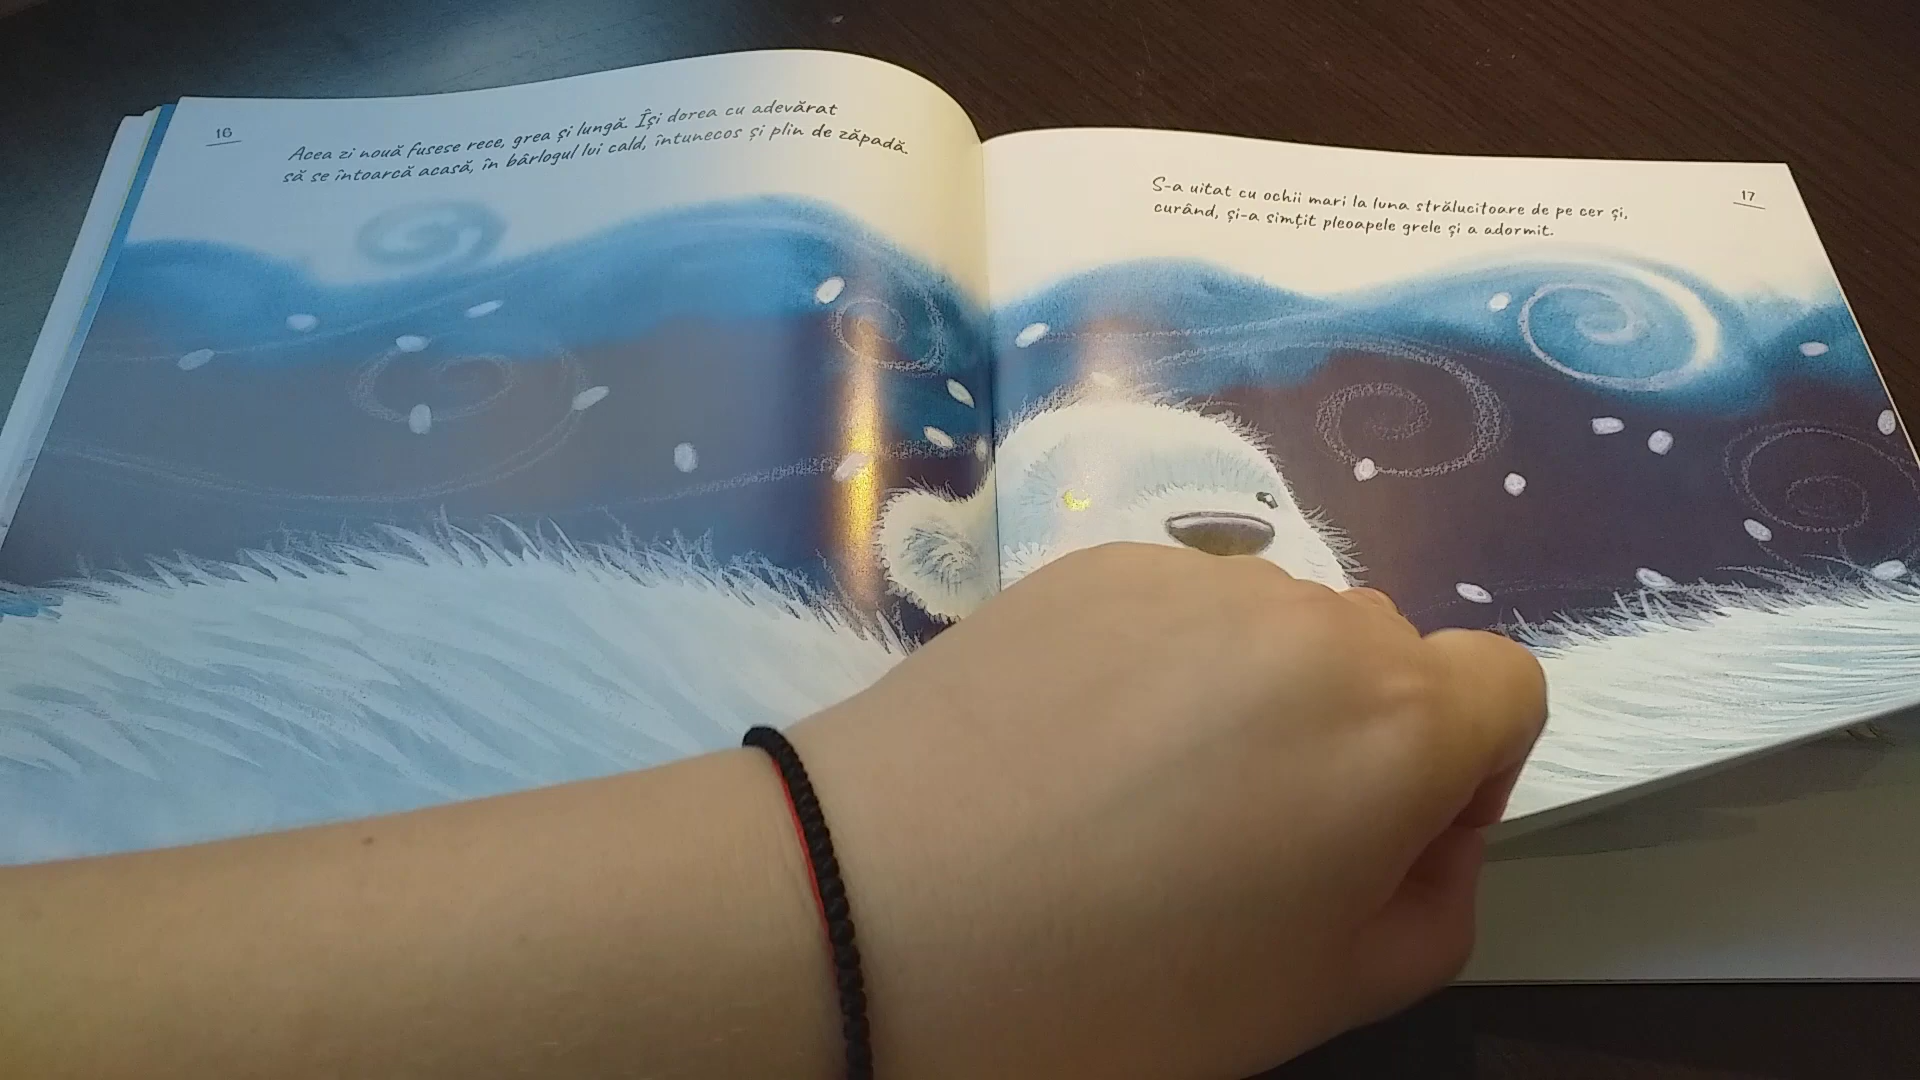 16
Acea zi nouă fusese rece, grea și lungă. Își dorea cu adevărat
să se întoarcă acasă, în bârlogul lui cald, întunecos și plin de zăpadă.
17
S-a uitat cu ochii mari la luna strălucitoare de pe cer și,
curând, și-a simțit pleoapele grele și a adormit.